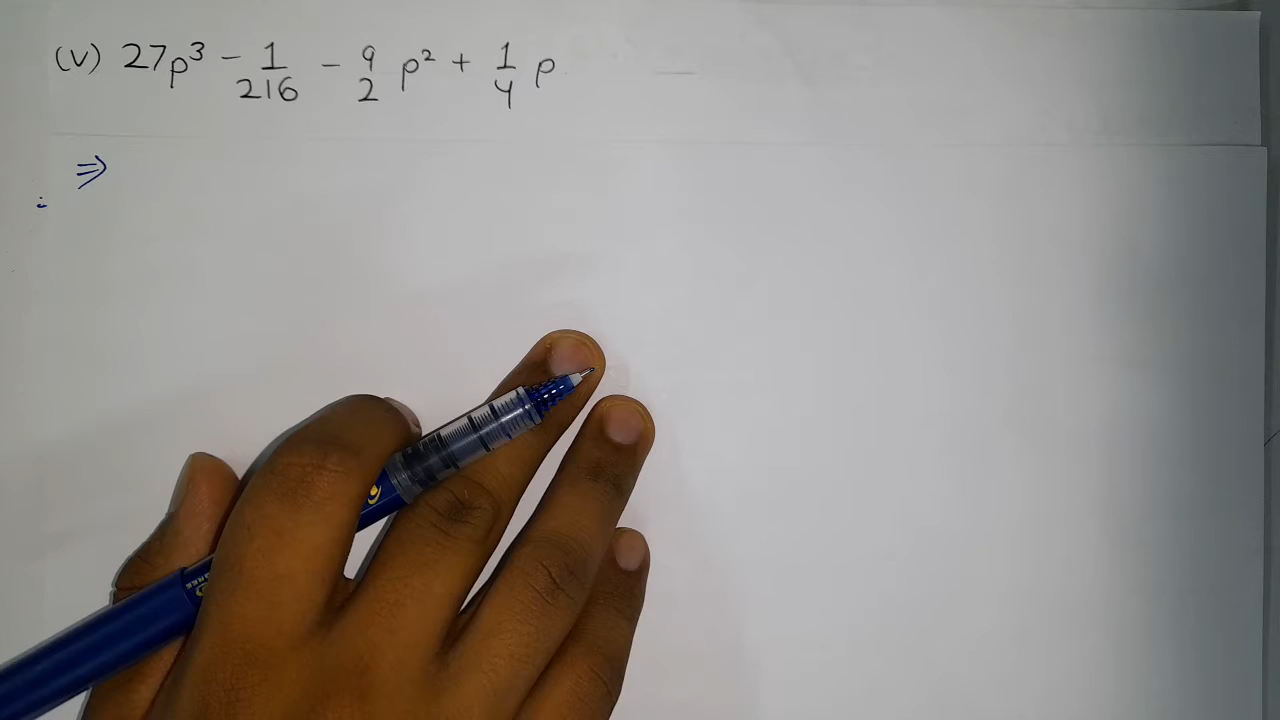 (V) 27p³ - 1/216 - 9/2 p² + 1/4 p
⇒